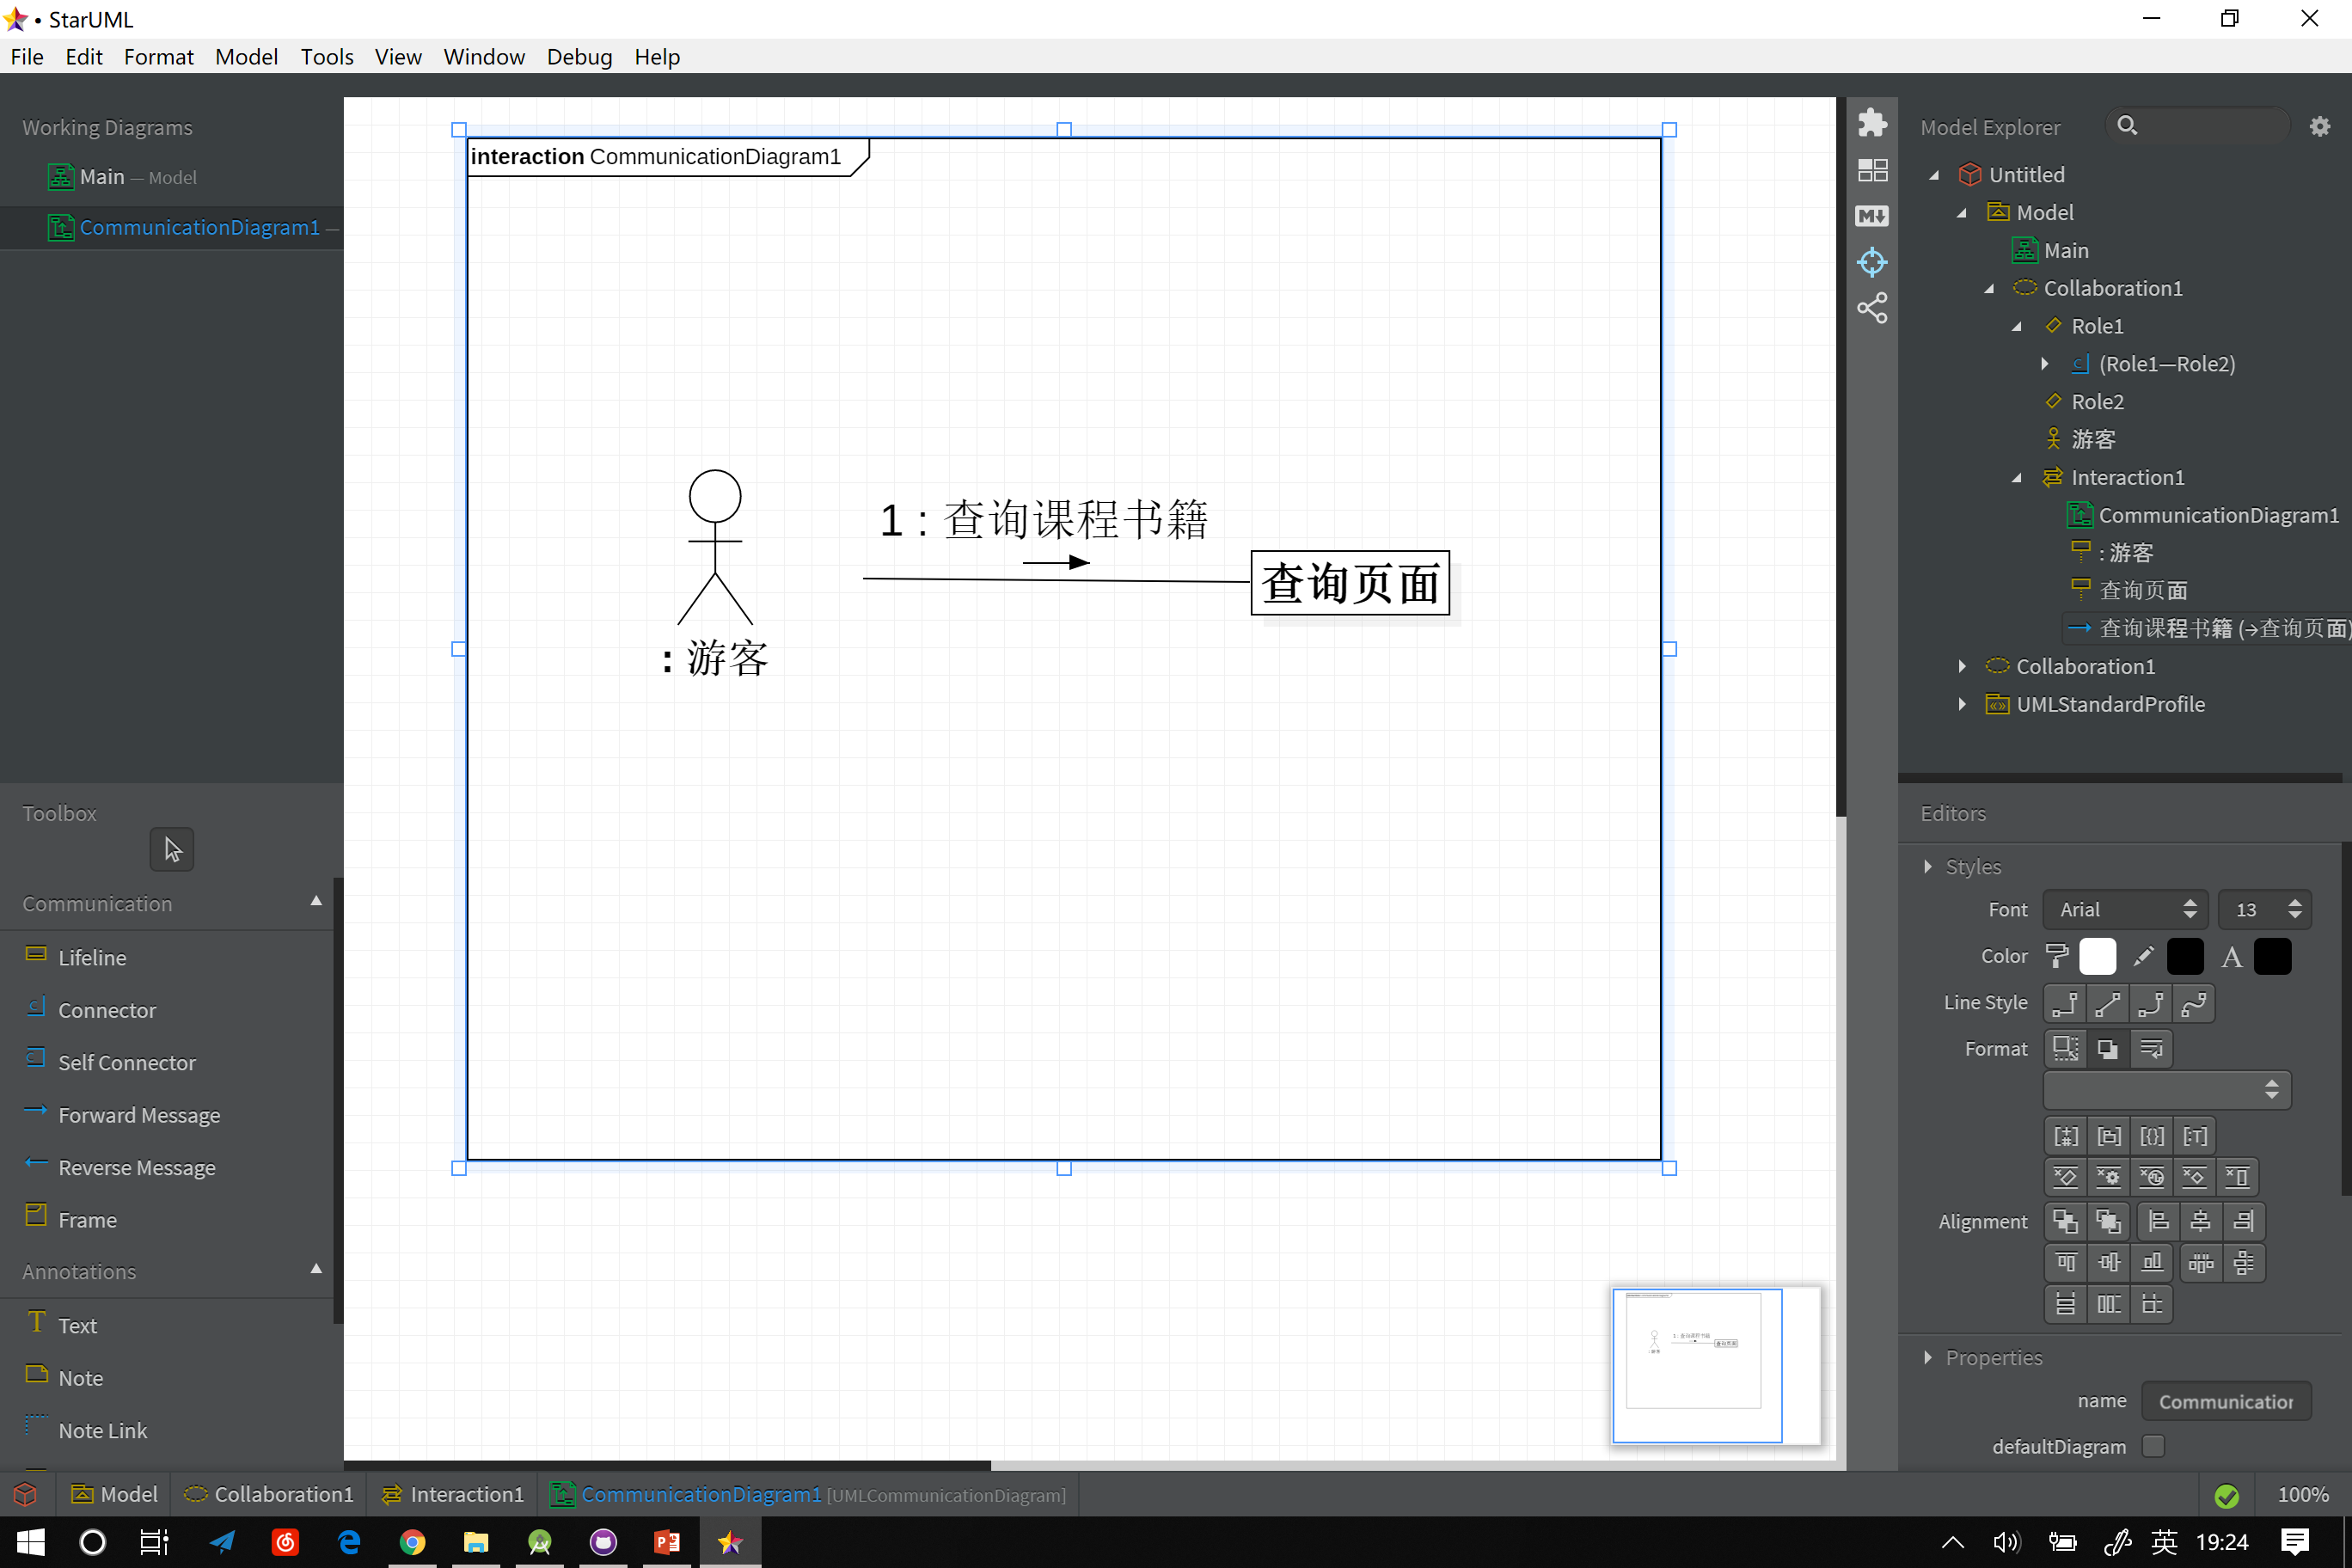 • StarUML
File Edit Format Model Tools View Window Debug Help
Working Diagrams
Main — Model
CommunicationDiagram1 —
Toolbox
Communication
Lifeline
Connector
Self Connector
Forward Message
Reverse Message
Frame
Annotations
Text
Note
Note Link
interaction CommunicationDiagram1
1 : 查询课程书籍
查询页面
: 游客
Model Explorer
Untitled
Model
Main
Collaboration1
Role1
(Role1—Role2)
Role2
游客
Interaction1
CommunicationDiagram1
: 游客
查询页面
查询课程书籍 (→查询页面)
Collaboration1
UMLStandardProfile
Editors
Styles
Font Arial 13
Color
Line Style
Format
Alignment
Properties
name Communication
defaultDiagram
Model Collaboration1 Interaction1 CommunicationDiagram1 [UMLCommunicationDiagram] 100%
英 19:24